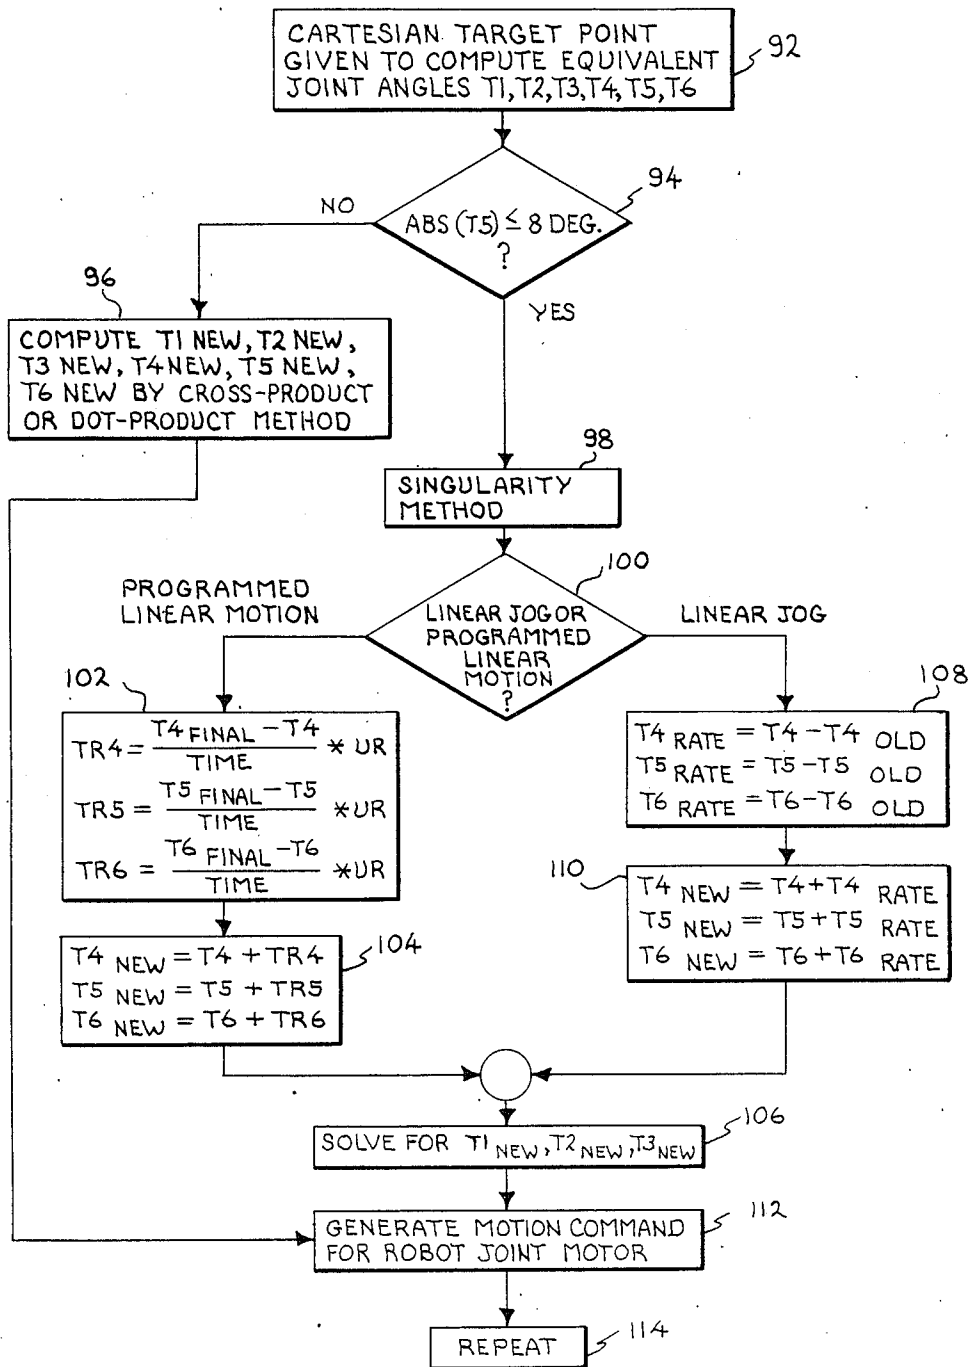 CARTESIAN TARGET POINT
GIVEN TO COMPUTE EQUIVALENT
JOINT ANGLES T1, T2, T3, T4, T5, T6
92
94
NO
ABS (T5) ≤ 8 DEG.
?
YES
96
COMPUTE T1 NEW, T2 NEW,
T3 NEW, T4 NEW, T5 NEW,
T6 NEW BY CROSS-PRODUCT
OR DOT-PRODUCT METHOD
98
SINGULARITY
METHOD
100
PROGRAMMED
LINEAR MOTION
LINEAR JOG OR
PROGRAMMED
LINEAR
MOTION
?
LINEAR JOG
102
TR4 = T4 FINAL - T4 / TIME * UR
TR5 = T5 FINAL - T5 / TIME * UR
TR6 = T6 FINAL - T6 / TIME * UR
108
T4 RATE = T4 - T4 OLD
T5 RATE = T5 - T5 OLD
T6 RATE = T6 - T6 OLD
104
T4 NEW = T4 + TR4
T5 NEW = T5 + TR5
T6 NEW = T6 + TR6
110
T4 NEW = T4 + T4 RATE
T5 NEW = T5 + T5 RATE
T6 NEW = T6 + T6 RATE
106
SOLVE FOR T1 NEW, T2 NEW, T3 NEW
112
GENERATE MOTION COMMAND
FOR ROBOT JOINT MOTOR
REPEAT
114